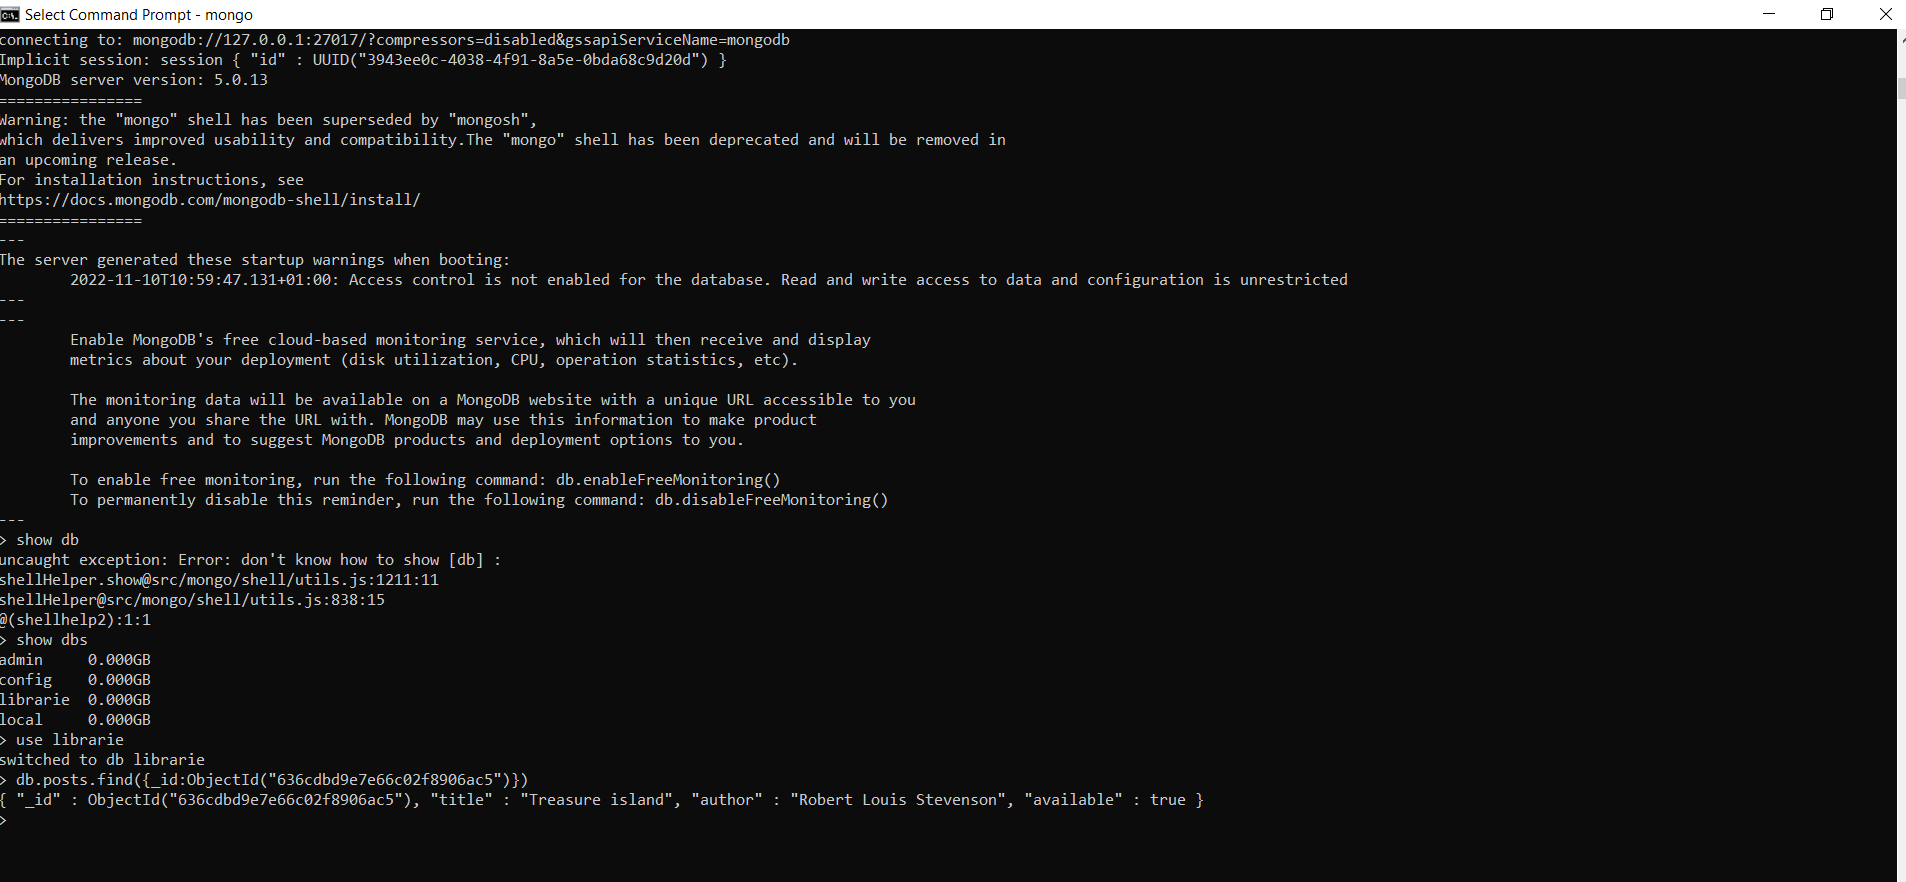 Select Command Prompt - mongo
connecting to: mongodb://127.0.0.1:27017/?compressors=disabled&gssapiServiceName=mongodb
Implicit session: session { "id" : UUID("3943ee0c-4038-4f91-8a5e-0bda68c9d20d") }
MongoDB server version: 5.0.13
================
Warning: the "mongo" shell has been superseded by "mongosh",
which delivers improved usability and compatibility.The "mongo" shell has been deprecated and will be removed in
an upcoming release.
For installation instructions, see
https://docs.mongodb.com/mongodb-shell/install/
================
---
The server generated these startup warnings when booting:
2022-11-10T10:59:47.131+01:00: Access control is not enabled for the database. Read and write access to data and configuration is unrestricted
---
---
Enable MongoDB's free cloud-based monitoring service, which will then receive and display
metrics about your deployment (disk utilization, CPU, operation statistics, etc).
The monitoring data will be available on a MongoDB website with a unique URL accessible to you
and anyone you share the URL with. MongoDB may use this information to make product
improvements and to suggest MongoDB products and deployment options to you.
To enable free monitoring, run the following command: db.enableFreeMonitoring()
To permanently disable this reminder, run the following command: db.disableFreeMonitoring()
---
> show db
uncaught exception: Error: don't know how to show [db] :
shellHelper.show@src/mongo/shell/utils.js:1211:11
shellHelper@src/mongo/shell/utils.js:838:15
@(shellhelp2):1:1
> show dbs
admin     0.000GB
config    0.000GB
librarie  0.000GB
local     0.000GB
> use librarie
switched to db librarie
> db.posts.find({_id:ObjectId("636cdbd9e7e66c02f8906ac5")})
{ "_id" : ObjectId("636cdbd9e7e66c02f8906ac5"), "title" : "Treasure island", "author" : "Robert Louis Stevenson", "available" : true }
>